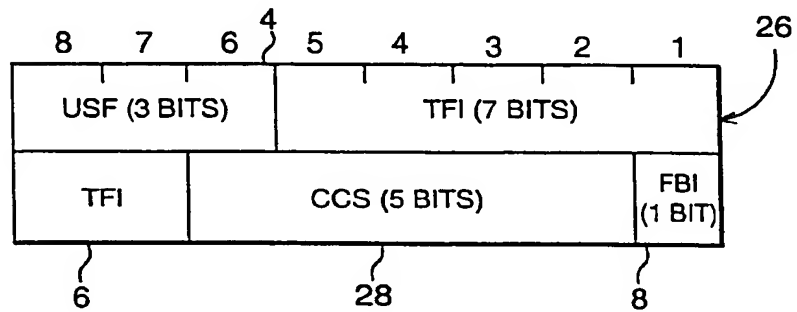 4
26
8 7 6 5 4 3 2 1
USF (3 BITS) TFI (7 BITS)
TFI CCS (5 BITS) FBI
(1 BIT)
6 28 8